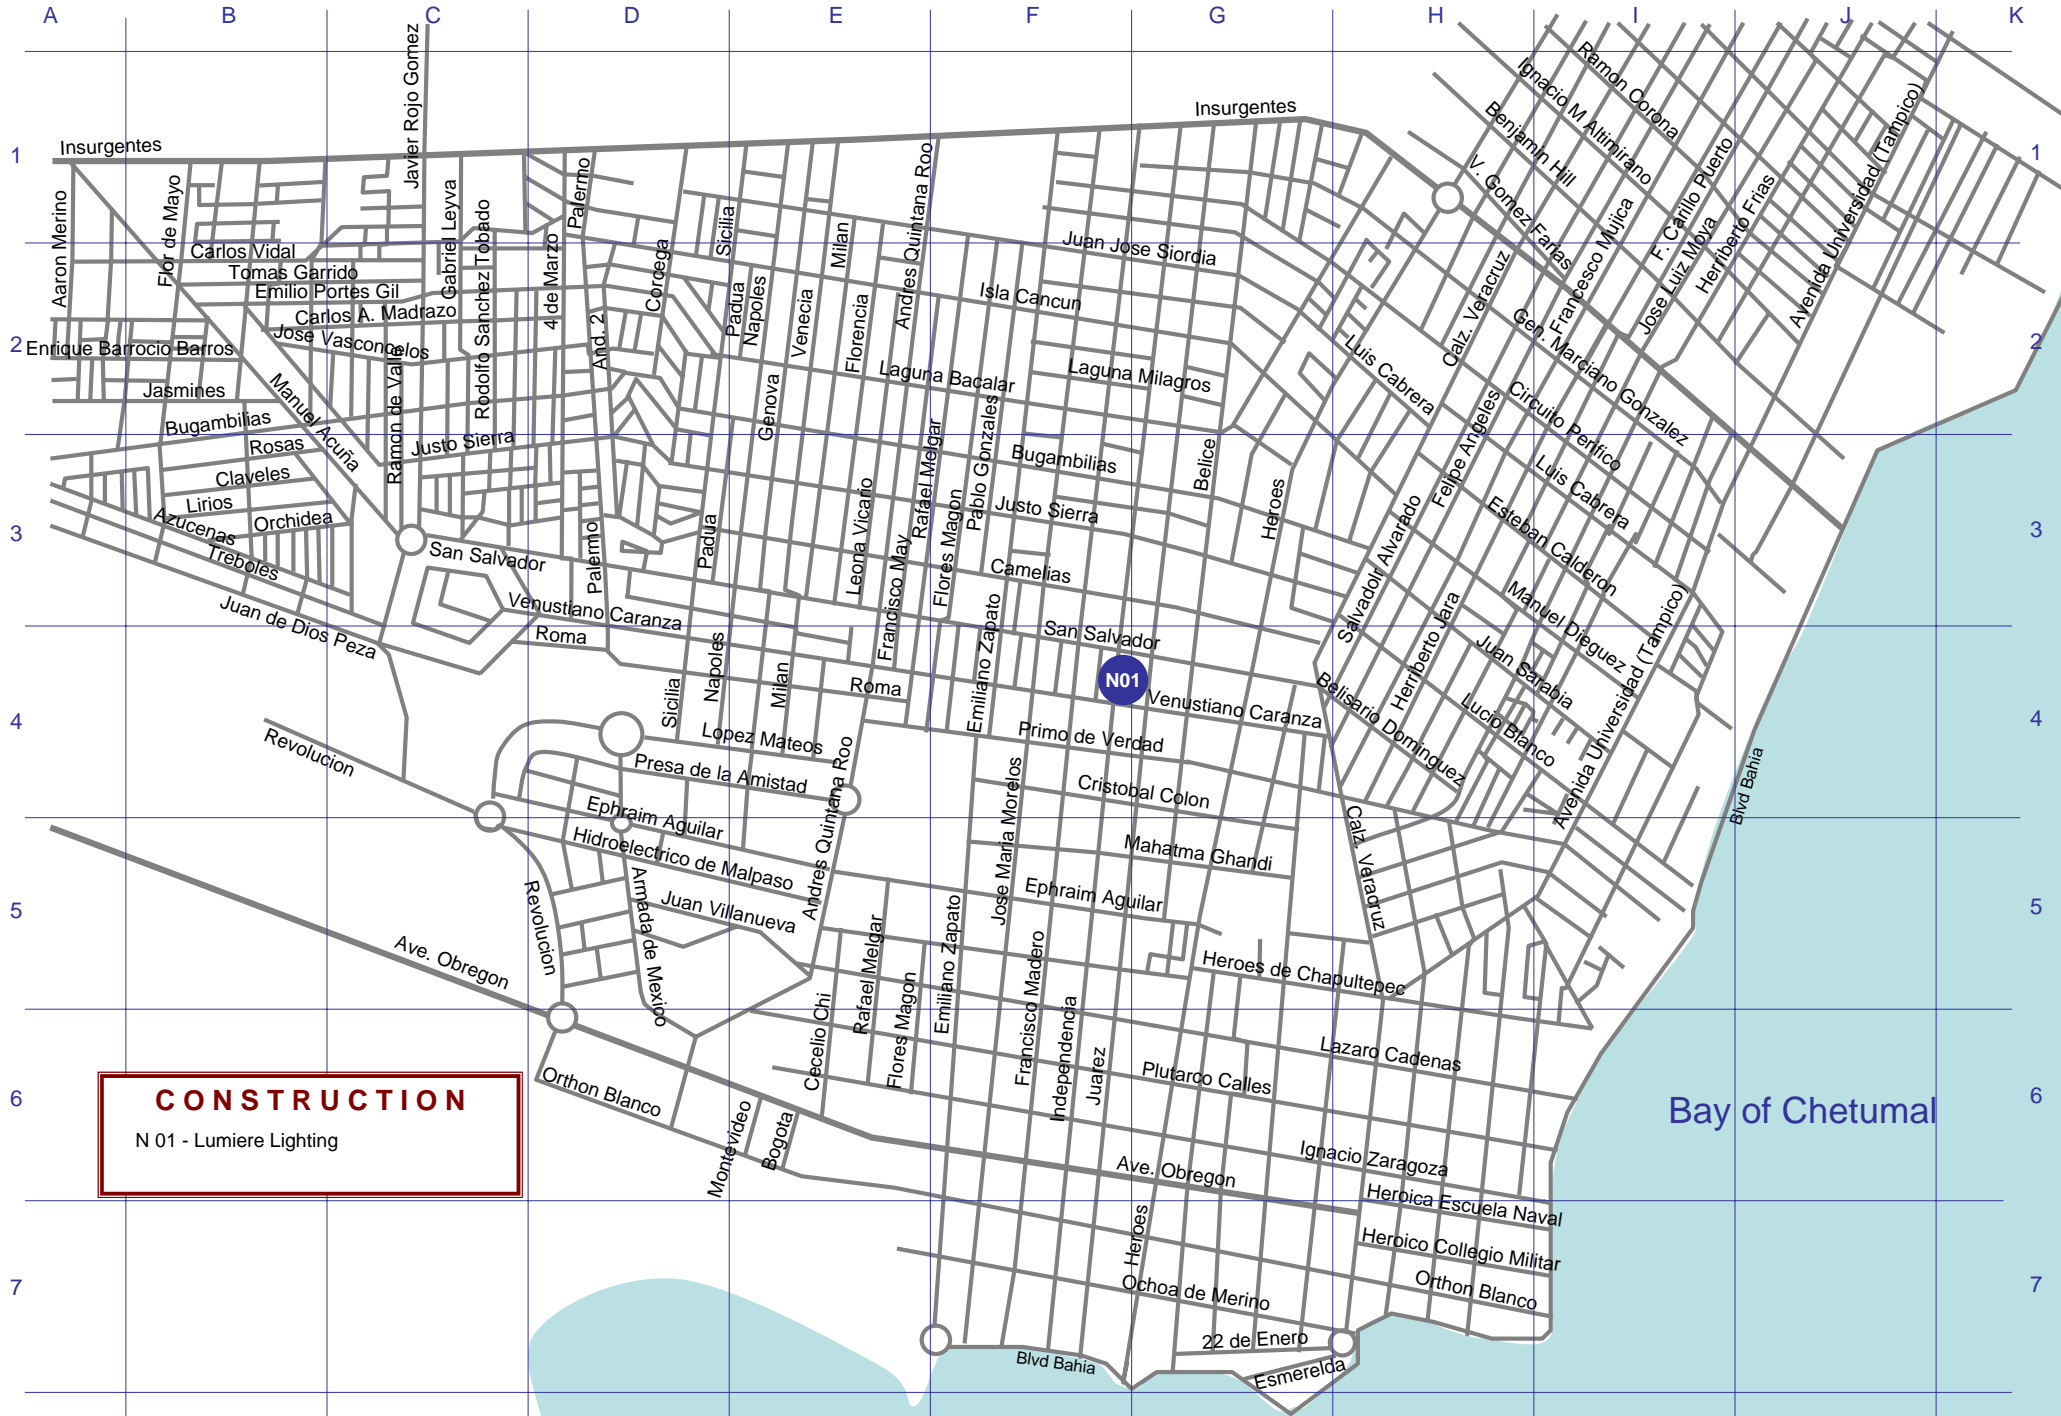 A B C D E F G H I J K
1
2
3
4
5
6
7
1
2
3
4
5
6
7
Insurgentes
Insurgentes
Javier Rojo Gomez
Aaron Merino
Flor de Mayo
Carlos Vidal
Tomas Garrido
Emilio Portes Gil
Carlos A. Madrazo
Jose Vasconcelos
Enrique Barrocio Barros
Jasmines
Bugambilias
Rosas
Claveles
Lirios
Orchidea
Azucenas
Treboles
Juan de Dios Peza
Manuel Acuña
Ramon de Valle
Justo Sierra
Gabriel Leyva
Rodolfo Sanchez Tobado
4 de Marzo
Palermo
And. 2
Corcega
Sicilia
Padua
Napoles
Genova
Venecia
Milan
Florencia
Andres Quintana Roo
Juan Jose Siordia
Isla Cancun
Laguna Bacalar
Laguna Milagros
Bugambilias
Justo Sierra
Camelias
San Salvador
San Salvador
Venustiano Caranza
Venustiano Caranza
Roma
Roma
Palermo
Padua
Leona Vicario
Francisco May
Rafael Melgar
Flores Magon
Pablo Gonzales
Emiliano Zapato
Belice
Heroes
Sicilia
Napoles
Milan
Lopez Mateos
Presa de la Amistad
Ephraim Aguilar
Hidroelectrico de Malpaso
Juan Villanueva
Armada de Mexico
Revolucion
Revolucion
Ave. Obregon
Andres Quintana Roo
Primo de Verdad
Cristobal Colon
Mahatma Ghandi
Ephraim Aguilar
Jose Maria Morelos
Emiliano Zapato
Francisco Madero
Independencia
Juarez
Rafael Melgar
Flores Magon
Cecelio Chi
Heroes de Chapultepec
Lazaro Cadenas
Plutarco Calles
Ignacio Zaragoza
Ave. Obregon
Heroica Escuela Naval
Heroico Collegio Militar
Orthon Blanco
Orthon Blanco
Montevideo
Bogota
Heroes
Ochoa de Merino
22 de Enero
Esmerelda
Blvd Bahia
Blvd Bahia
Ramon Corona
Ignacio M Altimirano
Benjamin Hill
V. Gomez Farias
Francesco Mujica
F. Carillo Puerto
Jose Luiz Moya
Herriberto Frias
Avenida Universidad (Tampico)
Calz. Veracruz
Gen. Marciano Gonzalez
Luis Cabrera
Circuito Perifico
Luis Cabrera
Felipe Angeles
Esteban Calderon
Salvadolr Alvarado
Manuel Dieguez
Herriberto Jara
Juan Sarabia
Lucio Blanco
Belisario Dominguez
Avenida Universidad (Tampico)
Calz. Veracruz
N01
Bay of Chetumal
CONSTRUCTION
N 01 - Lumiere Lighting